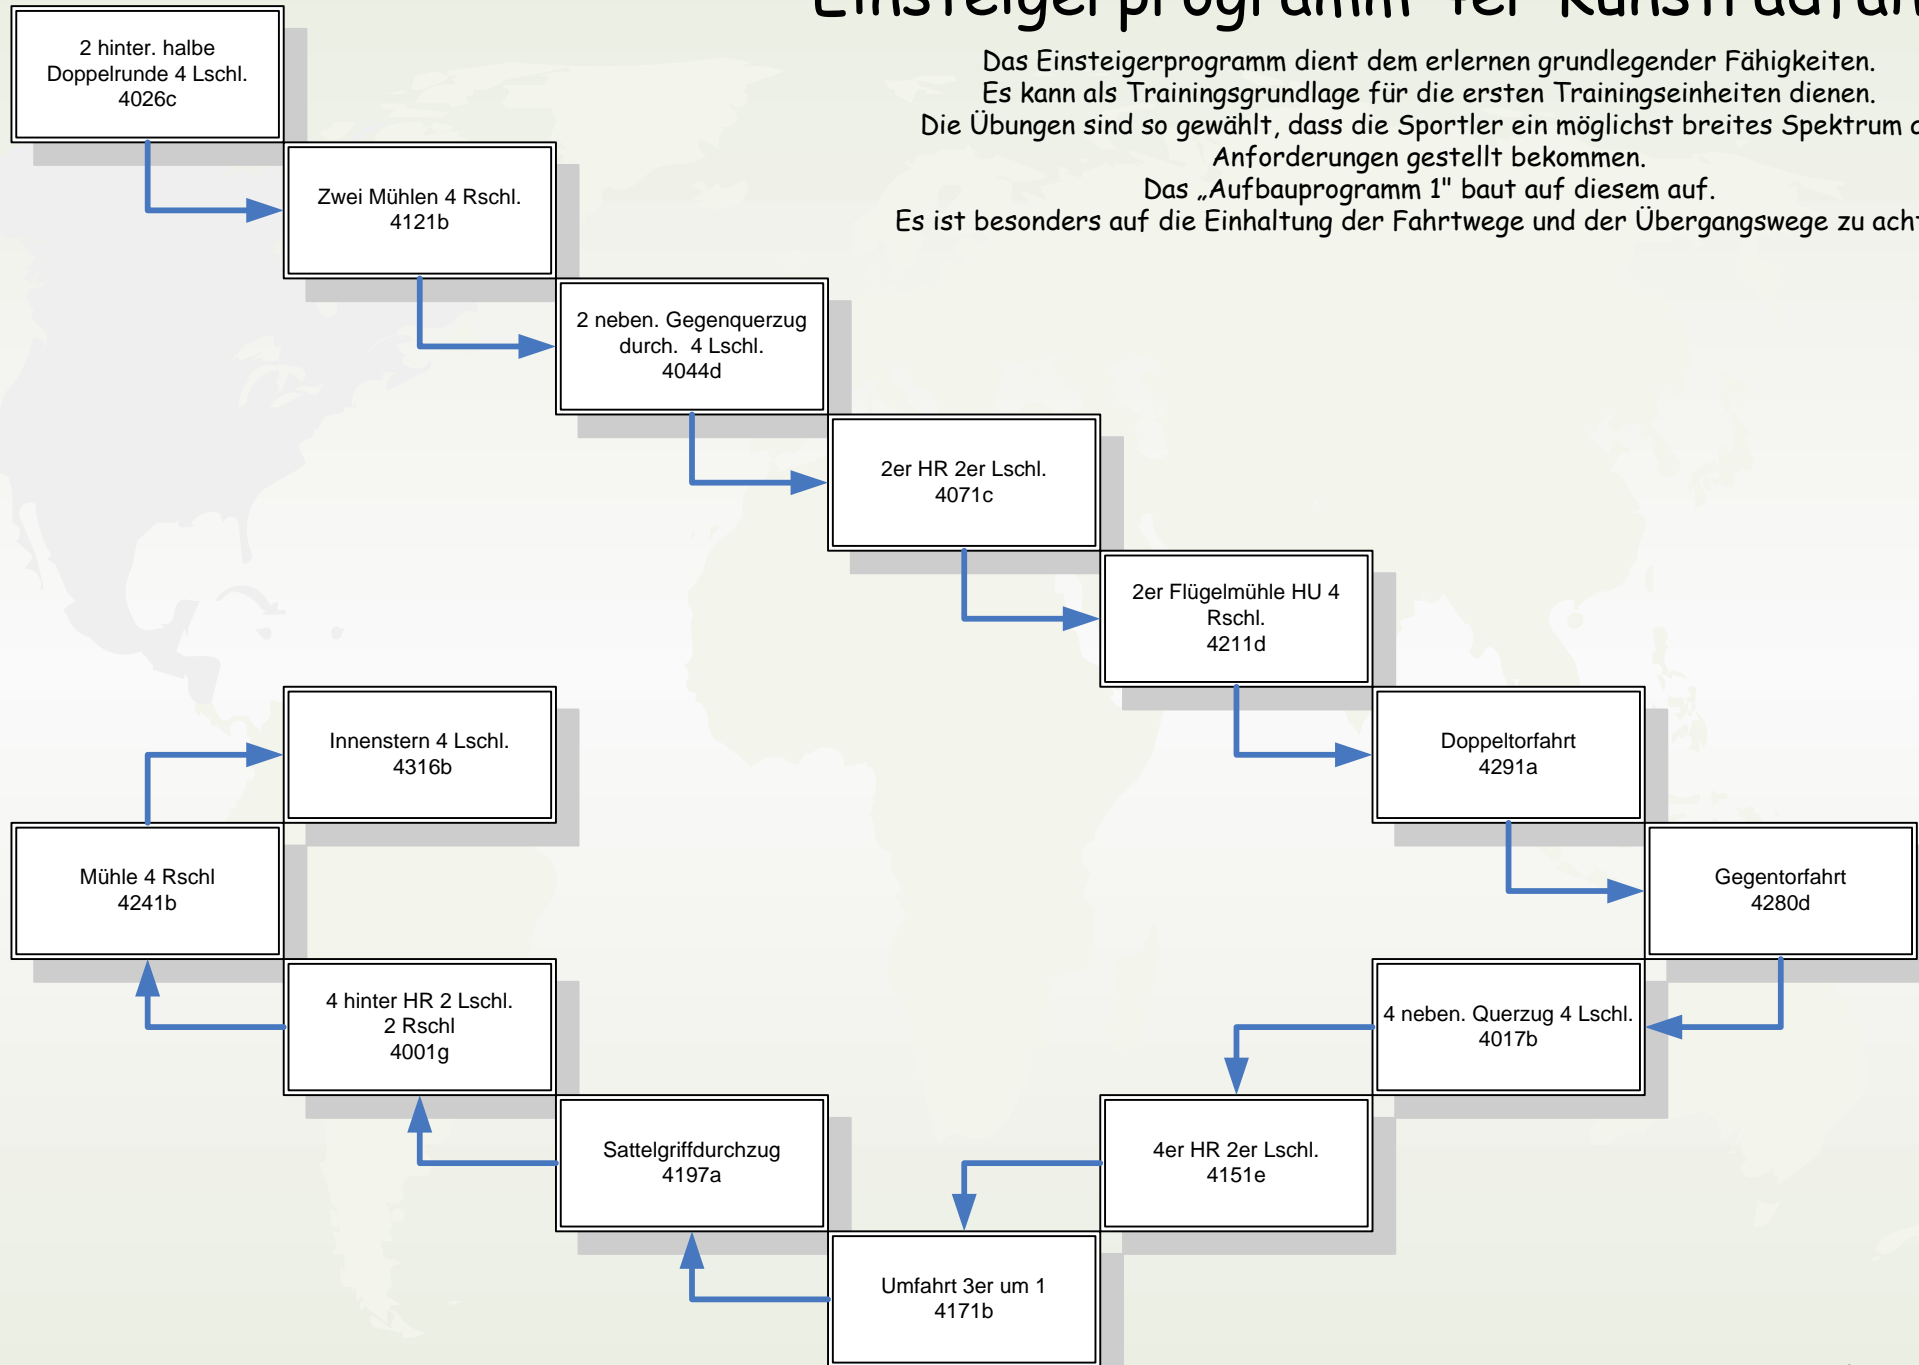 Einsteigerprogramm 4er Kunstradfah
Das Einsteigerprogramm dient dem erlernen grundlegender Fähigkeiten.
Es kann als Trainingsgrundlage für die ersten Trainingseinheiten dienen.
Die Übungen sind so gewählt, dass die Sportler ein möglichst breites Spektrum
Anforderungen gestellt bekommen.
Das „Aufbauprogramm 1" baut auf diesem auf.
Es ist besonders auf die Einhaltung der Fahrtwege und der Übergangswege zu acht
2 hinter. halbe
Doppelrunde 4 Lschl.
4026c
Zwei Mühlen 4 Rschl.
4121b
2 neben. Gegenquerzug
durch. 4 Lschl.
4044d
2er HR 2er Lschl.
4071c
2er Flügelmühle HU 4
Rschl.
4211d
Doppeltorfahrt
4291a
Gegentorfahrt
4280d
4 neben. Querzug 4 Lschl.
4017b
4er HR 2er Lschl.
4151e
Umfahrt 3er um 1
4171b
Sattelgriffdurchzug
4197a
4 hinter HR 2 Lschl.
2 Rschl
4001g
Mühle 4 Rschl
4241b
Innenstern 4 Lschl.
4316b